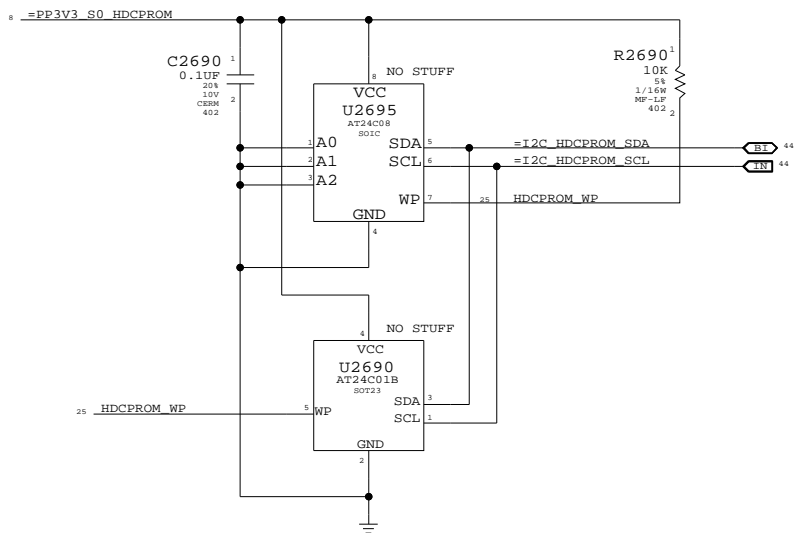 8 =PP3V3_S0_HDCPROM
C2690 1
0.1UF
20%
10V
CERM
402
2
R2690 1
10K
5%
1/16W
MF-LF
402
2
8 NO STUFF
VCC
U2695
AT24C08
SOIC
1 A0 SDA 5 =I2C_HDCPROM_SDA BI 44
2 A1 SCL 6 =I2C_HDCPROM_SCL IN 44
3 A2
WP 7 25 HDCPROM_WP
GND
4
4 NO STUFF
VCC
U2690
AT24C01B
SOT23
SDA 3
25 HDCPROM_WP 5 WP
SCL 1
GND
2